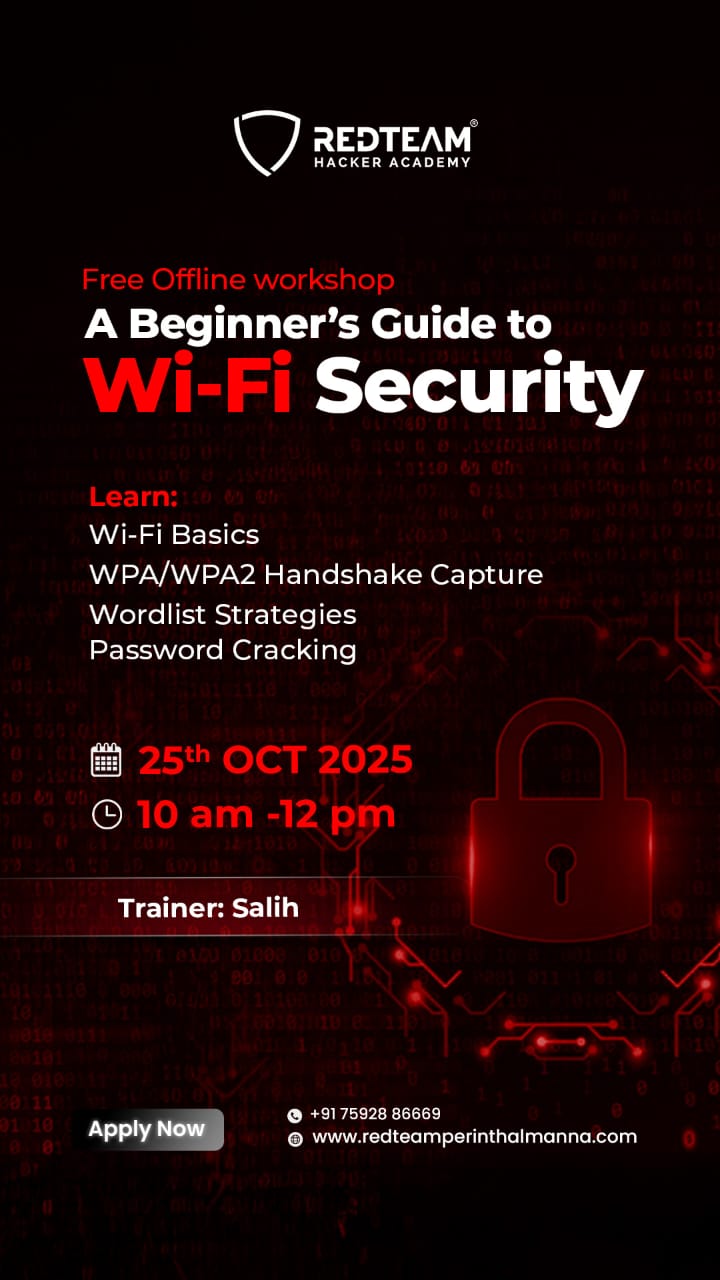 REDTEAM®
HACKER ACADEMY
Free Offline workshop
A Beginner's Guide to
Wi-Fi Security
Learn:
Wi-Fi Basics
WPA/WPA2 Handshake Capture
Wordlist Strategies
Password Cracking
25th OCT 2025
10 am -12 pm
Trainer: Salih
Apply Now
+91 75928 86669
www.redteamperinthalmanna.com